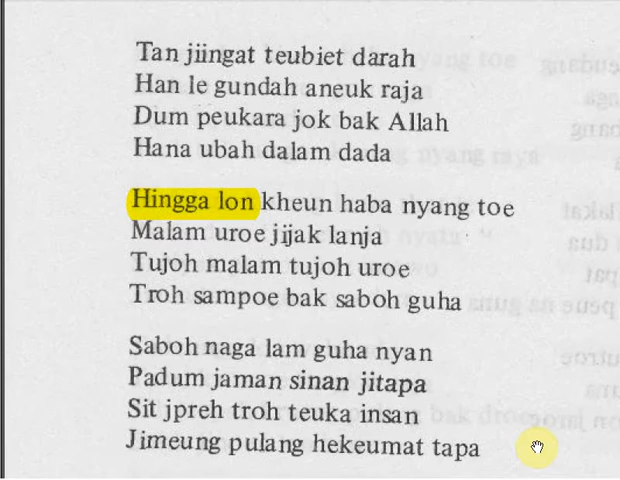 Tan jiingat teubiet darah
Han le gundah aneuk raja
Dum peukara jok bak Allah
Hana ubah dalam dada
Hingga lon kheun haba nyang toe
Malam uroe jijak lanja
Tujoh malam tujoh uroe
Troh sampoe bak saboh guha
Saboh naga lam guha nyan
Padum jaman sinan jitapa
Sit jpreh troh teuka insan
Jimeung pulang hekeumat tapa